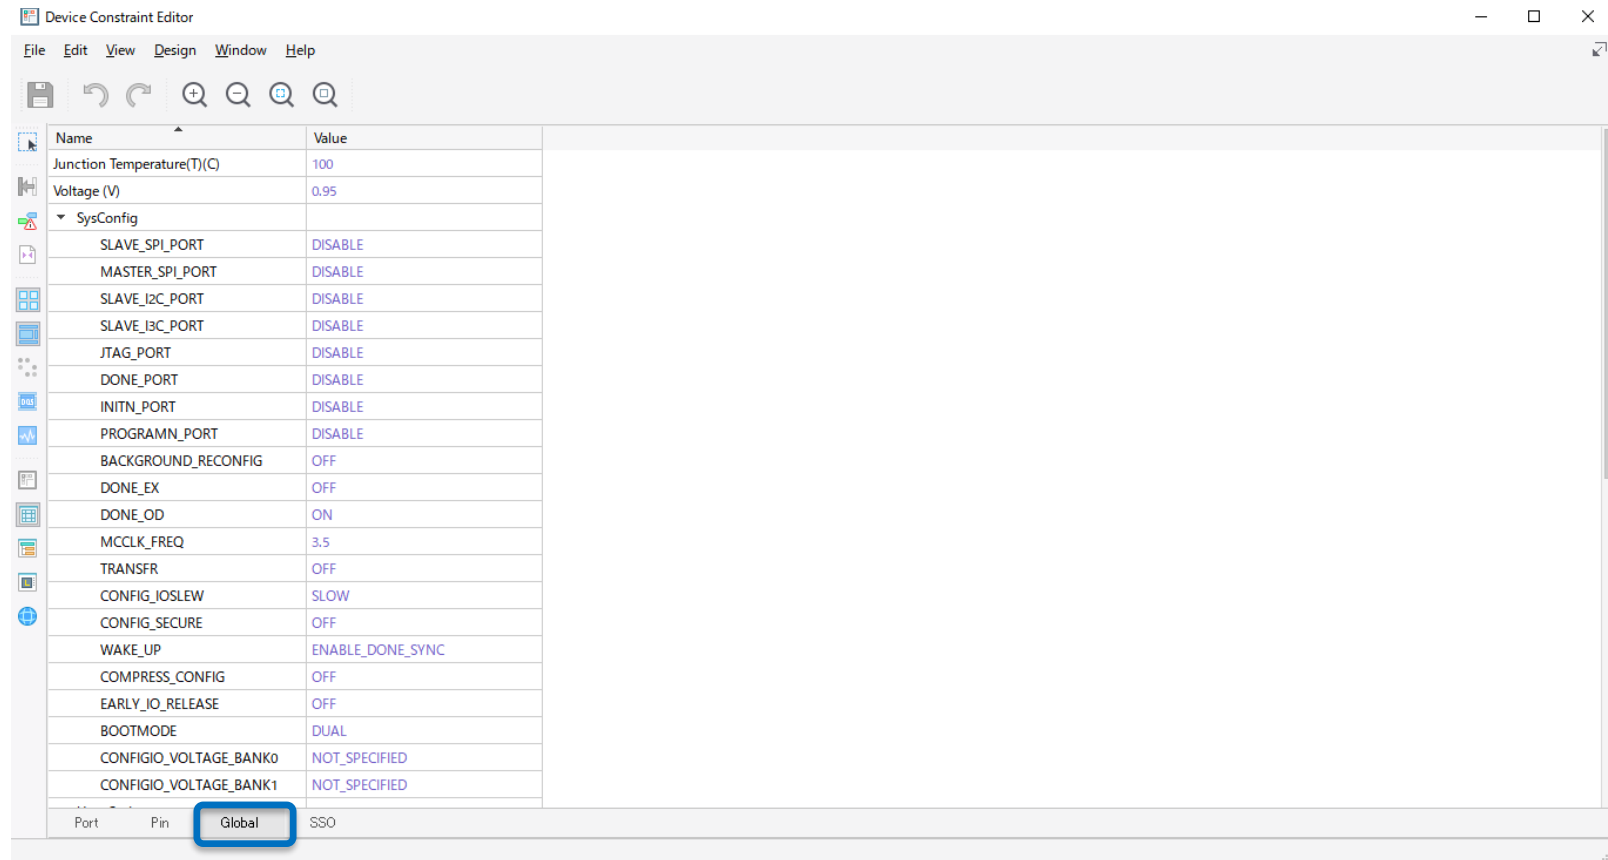 Device Constraint Editor
File Edit View Design Window Help
Name Value
Junction Temperature(T)(C) 100
Voltage (V) 0.95
SysConfig
SLAVE_SPI_PORT DISABLE
MASTER_SPI_PORT DISABLE
SLAVE_I2C_PORT DISABLE
SLAVE_I3C_PORT DISABLE
JTAG_PORT DISABLE
DONE_PORT DISABLE
INITN_PORT DISABLE
PROGRAMN_PORT DISABLE
BACKGROUND_RECONFIG OFF
DONE_EX OFF
DONE_OD ON
MCCLK_FREQ 3.5
TRANSFR OFF
CONFIG_IOSLEW SLOW
CONFIG_SECURE OFF
WAKE_UP ENABLE_DONE_SYNC
COMPRESS_CONFIG OFF
EARLY_IO_RELEASE OFF
BOOTMODE DUAL
CONFIGIO_VOLTAGE_BANK0 NOT_SPECIFIED
CONFIGIO_VOLTAGE_BANK1 NOT_SPECIFIED
Port Pin Global SSO